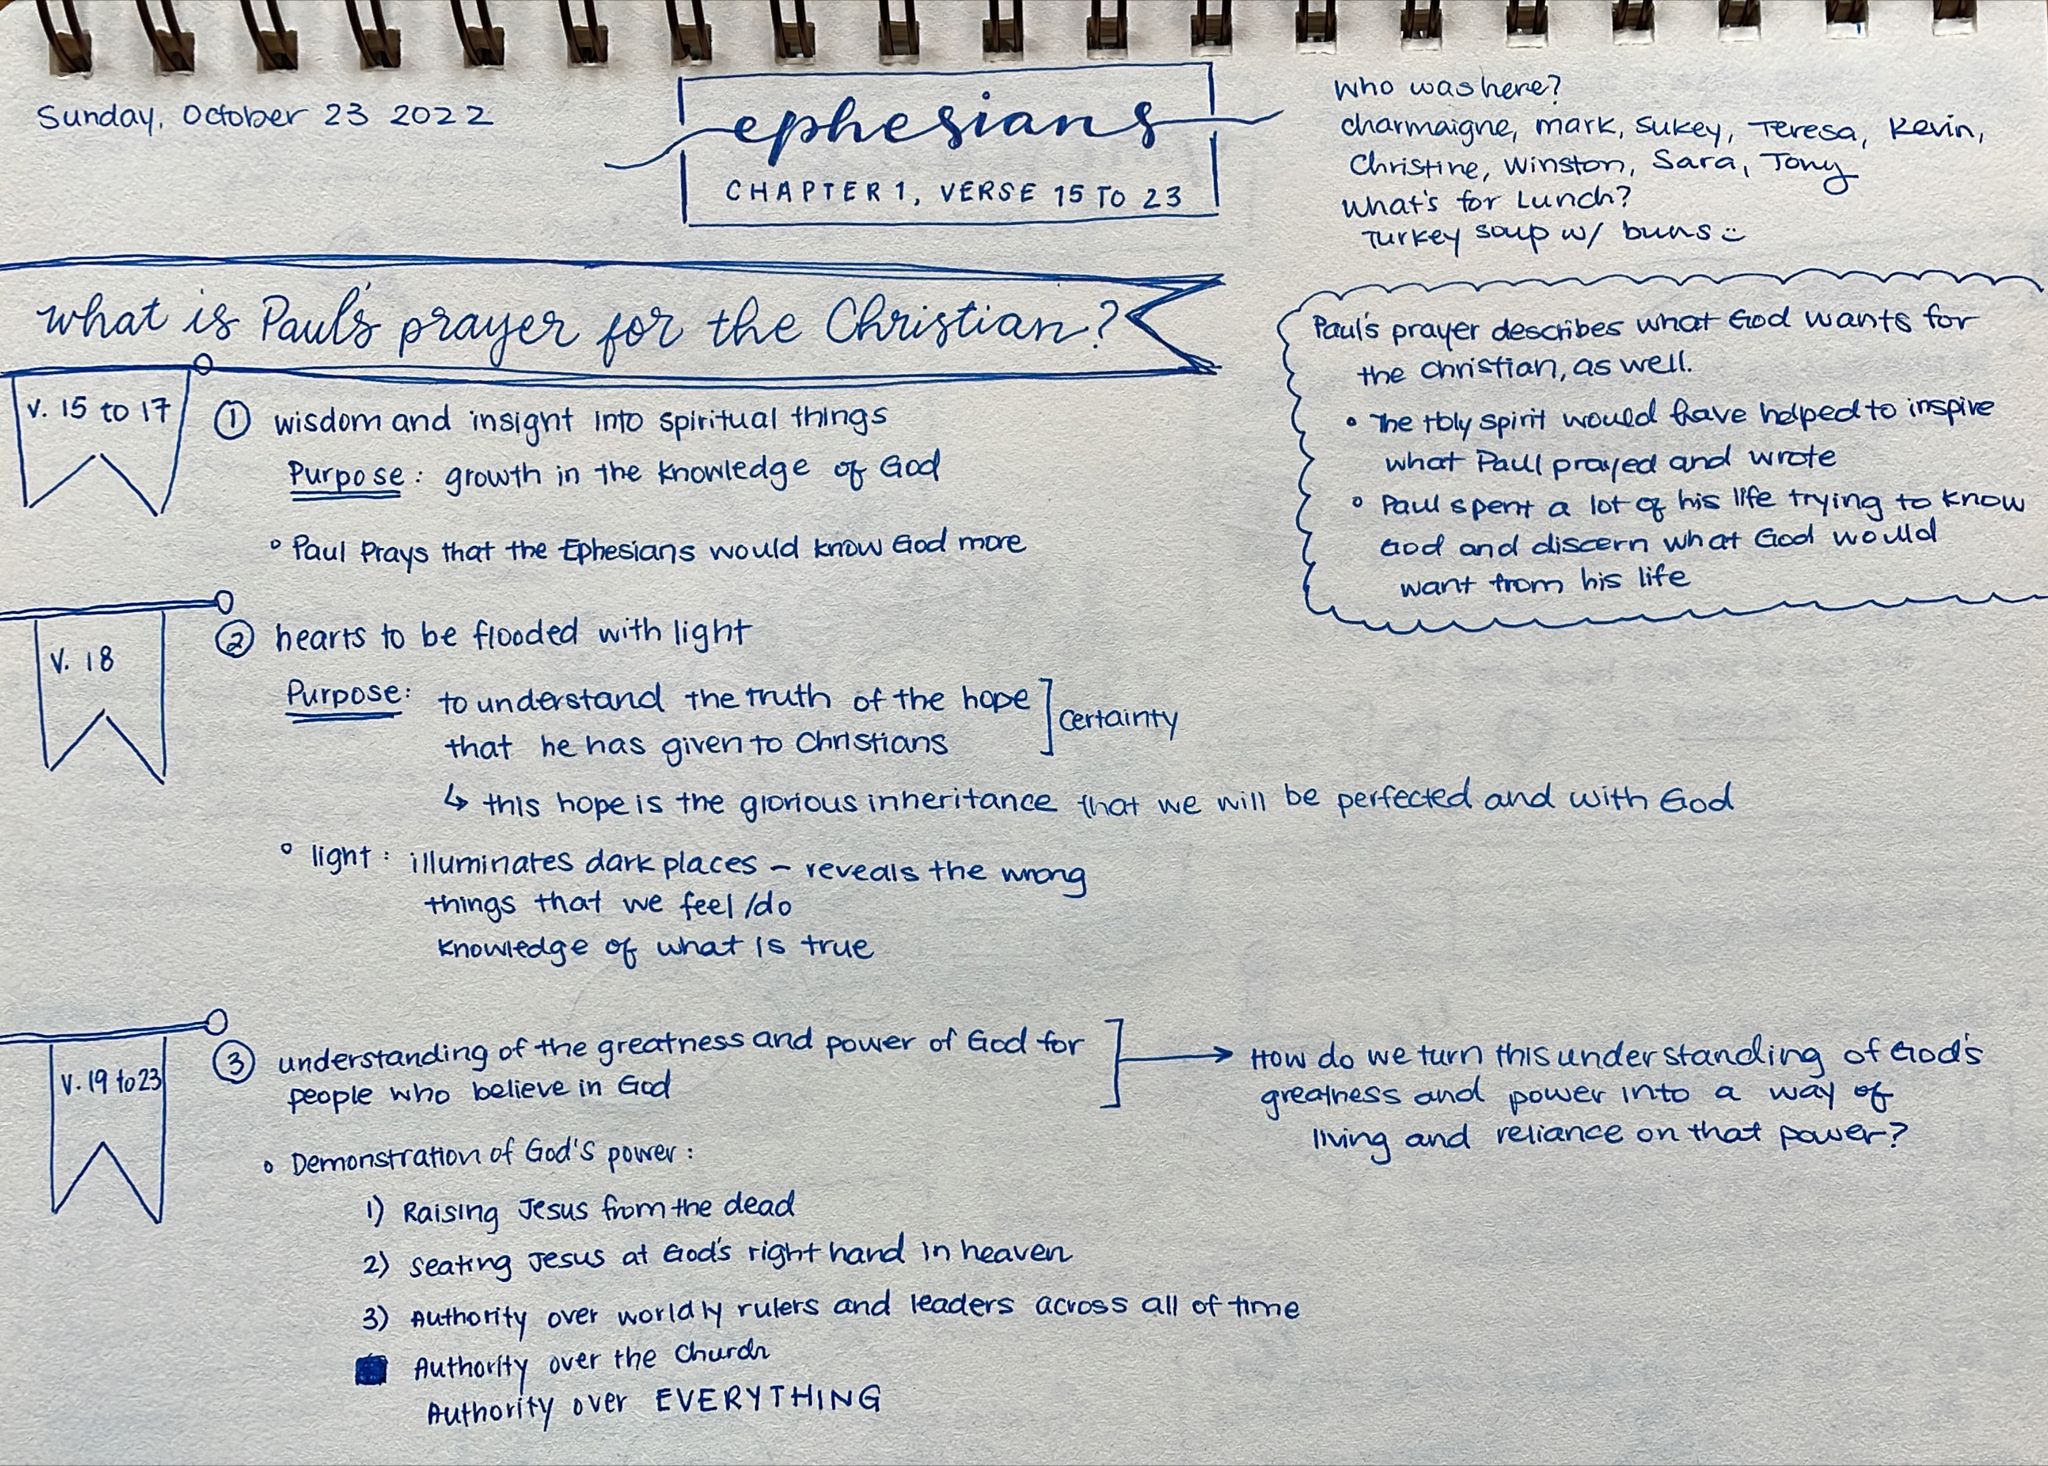 Sunday, October 23 2022
ephesians
CHAPTER 1, VERSE 15 TO 23
who was here?
charmaigne, mark, sukey, Teresa, Kevin,
Christine, Winston, Sara, Tony
what's for Lunch?
Turkey soup w/ buns
what is Paul's prayer for the Christian?
Paul's prayer describes what God wants for
the christian, as well.
• The Holy Spirit would have helped to inspire
what Paul prayed and wrote
• Paul spent a lot of his life trying to know
God and discern what God would
want from his life
v. 15 to 17
① wisdom and insight into spiritual things
Purpose: growth in the knowledge of God
• Paul Prays that the Ephesians would know God more
v. 18
② hearts to be flooded with light
Purpose: to understand the truth of the hope
that he has given to Christians
certainty
↳ this hope is the glorious inheritance that we will be perfected and with God
• light: illuminates dark places – reveals the wrong
things that we feel/do
knowledge of what is true
v. 19 to 23
③ understanding of the greatness and power of God for
people who believe in God
→ How do we turn this understanding of God's
greatness and power into a way of
living and reliance on that power?
• Demonstration of God's power:
1) Raising Jesus from the dead
2) Seating Jesus at God's right hand in heaven
3) Authority over worldly rulers and leaders across all of time
Authority over the Church
Authority over EVERYTHING